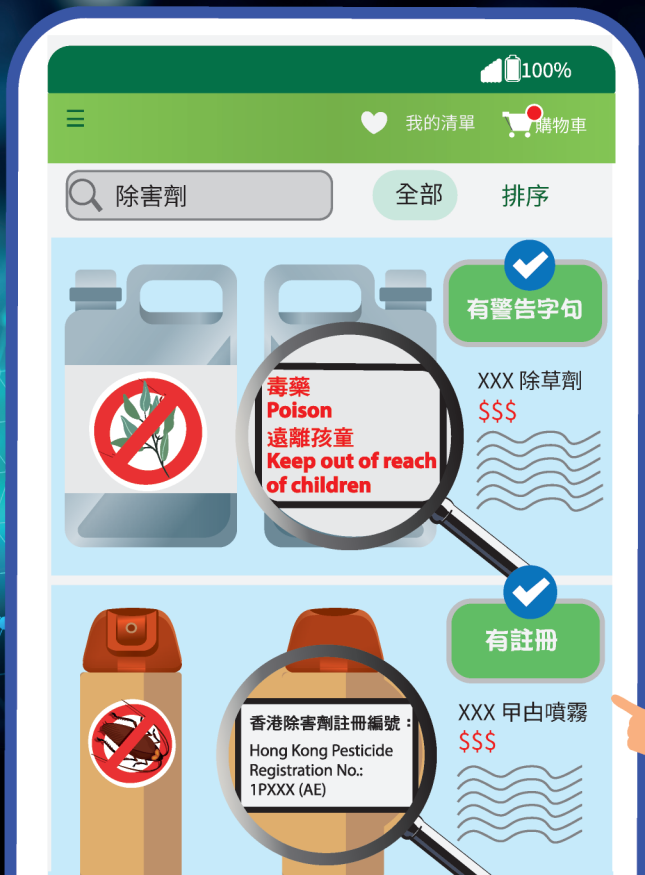 100%
☰
我的清單
購物車
除害劑
全部
排序
有警告字句
毒藥
Poison
遠離孩童
Keep out of reach
of children
XXX 除草劑
$$$
有註冊
香港除害劑註冊編號：
Hong Kong Pesticide
Registration No.:
1PXXX (AE)
XXX 曱甴噴霧
$$$